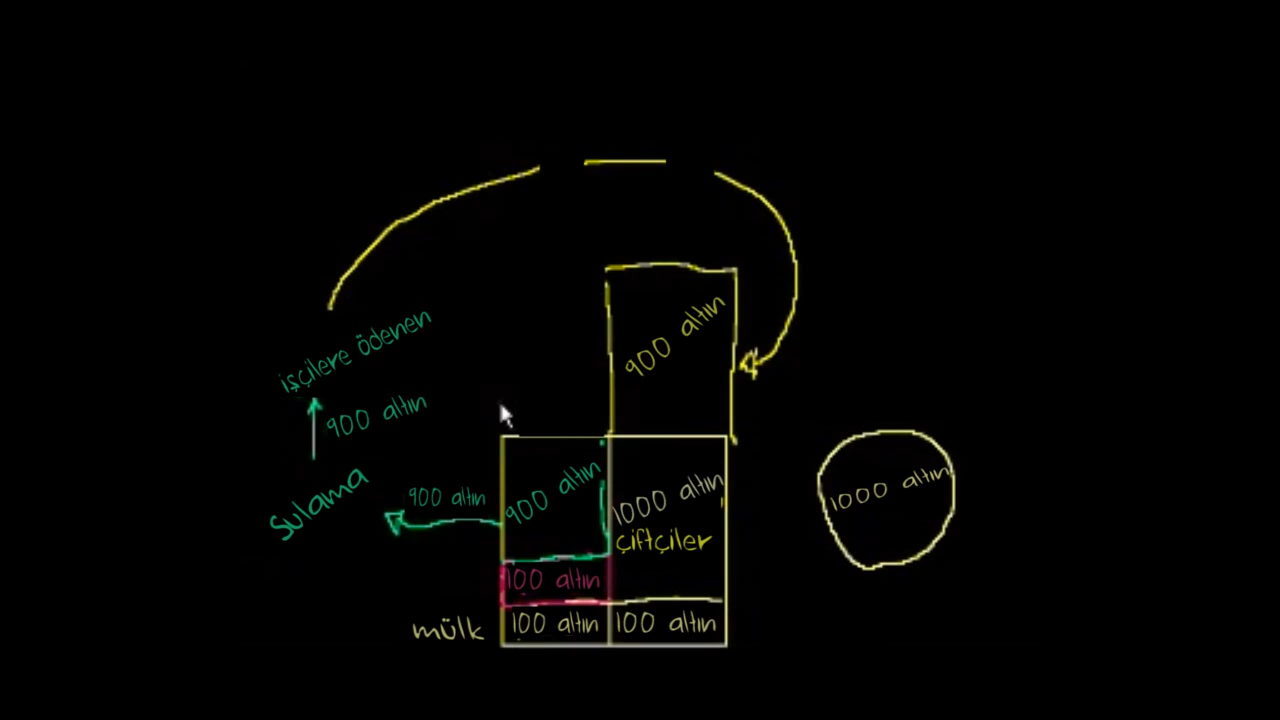 900 altın
işçilere ödenen
900 altın
Sulama
900 altın
900 altın
1000 altın
çiftçiler
1000 altın
100 altın
mülk
100 altın
100 altın